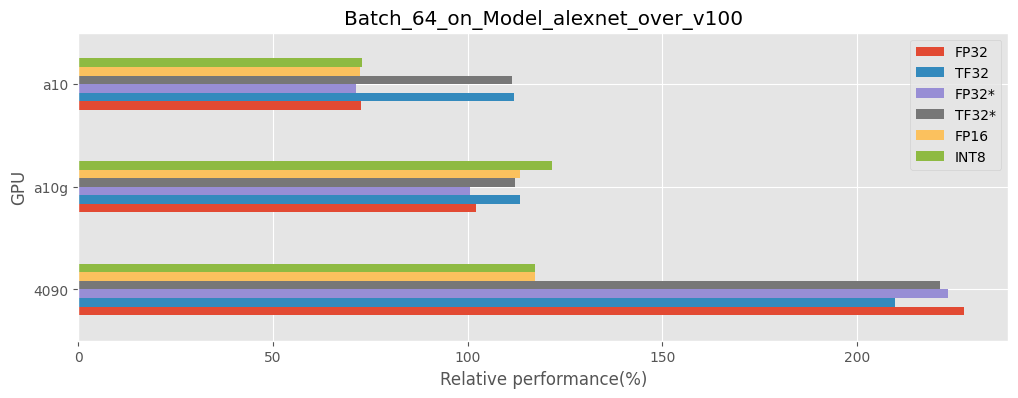 Batch_64_on_Model_alexnet_over_v100
FP32
TF32
FP32*
TF32*
FP16
INT8
GPU
a10
a10g
4090
0 50 100 150 200
Relative performance(%)